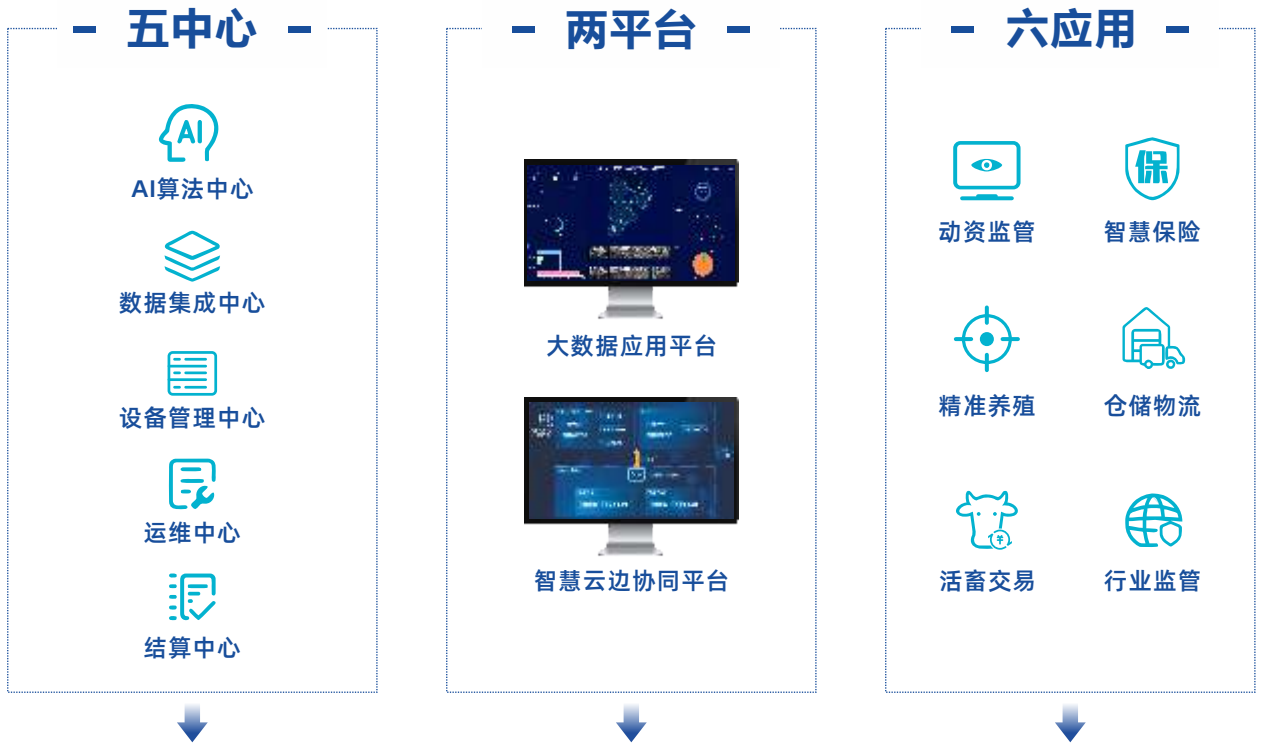 五中心
AI
AI算法中心
数据集成中心
设备管理中心
运维中心
结算中心
两平台
大数据应用平台
智慧云边协同平台
六应用
保
动资监管
智慧保险
精准养殖
仓储物流
¥
活畜交易
行业监管